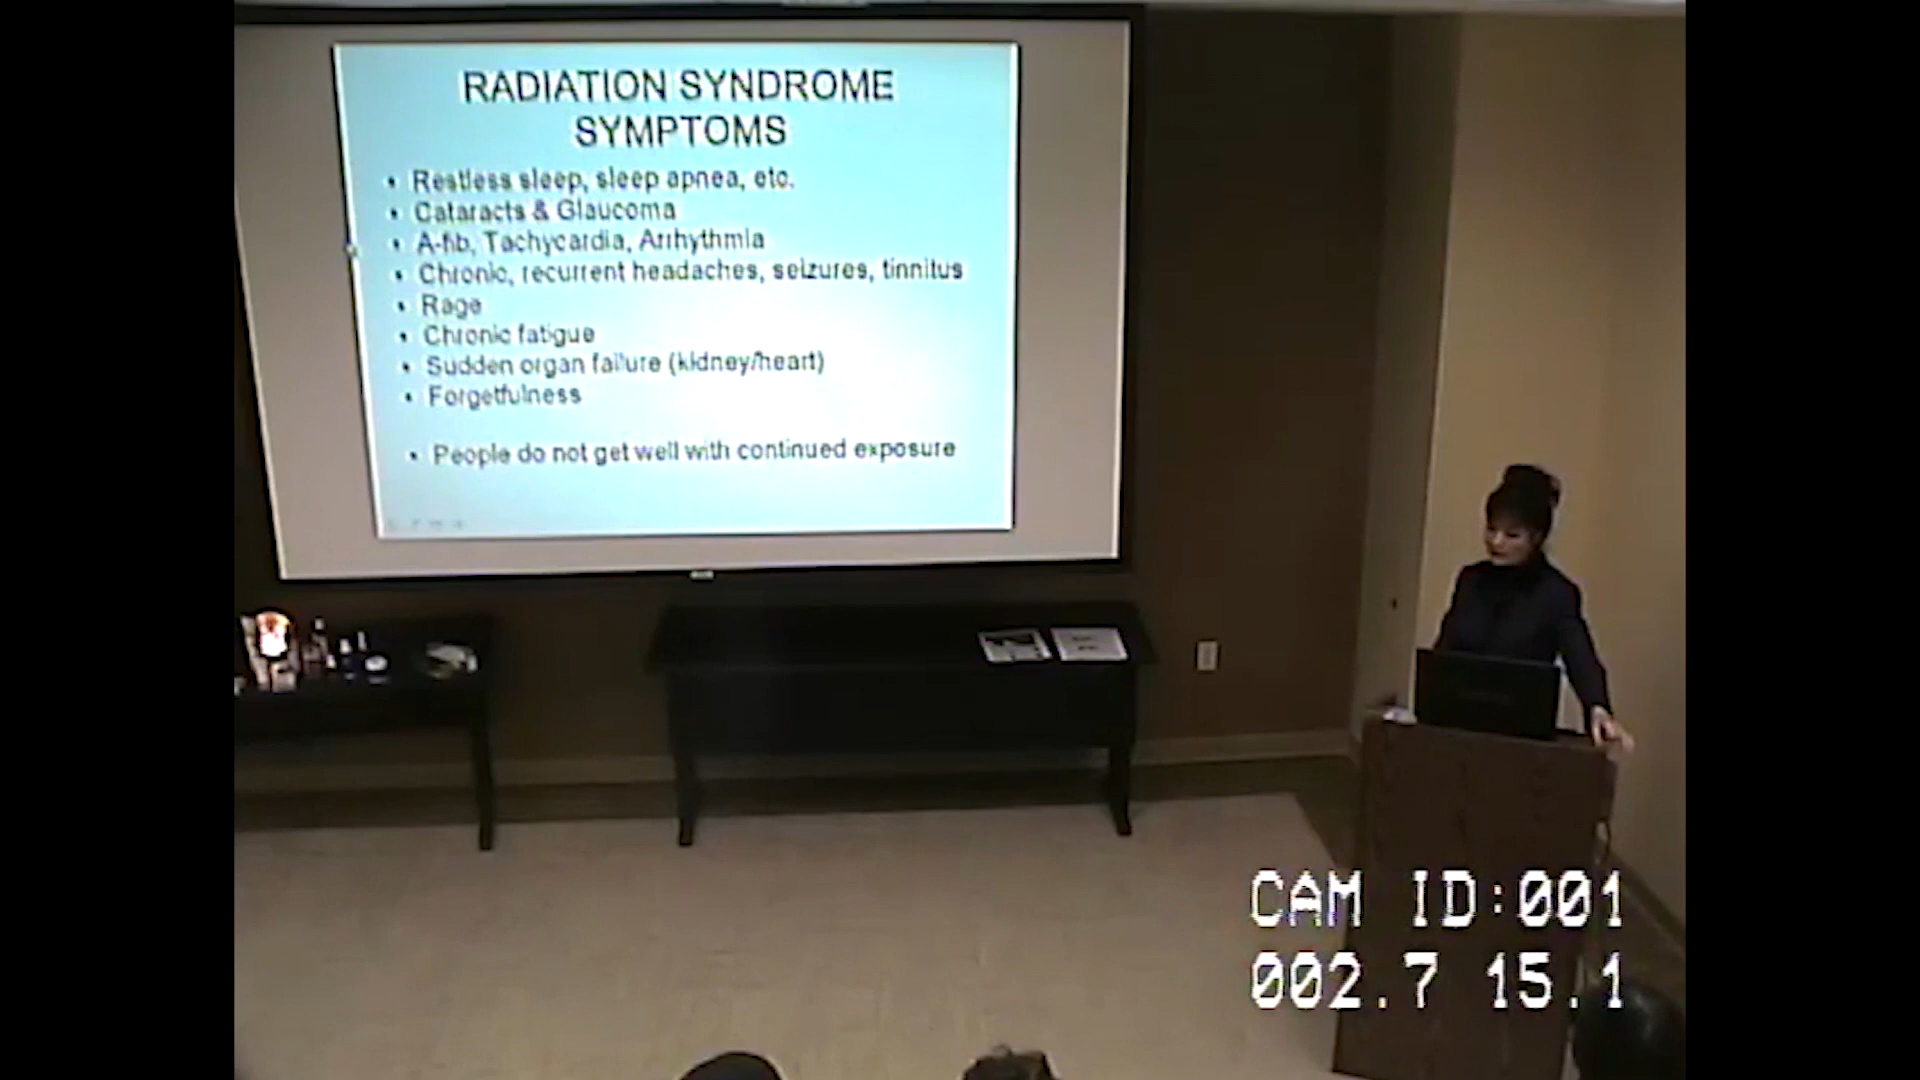 RADIATION SYNDROME
SYMPTOMS
• Restless sleep, sleep apnea, etc.
• Cataracts & Glaucoma
• A-fib, Tachycardia, Arrhythmia
• Chronic, recurrent headaches, seizures, tinnitus
• Rage
• Chronic fatigue
• Sudden organ failure (kidney/heart)
• Forgetfulness
• People do not get well with continued exposure
CAM ID:001
002.7 15.1